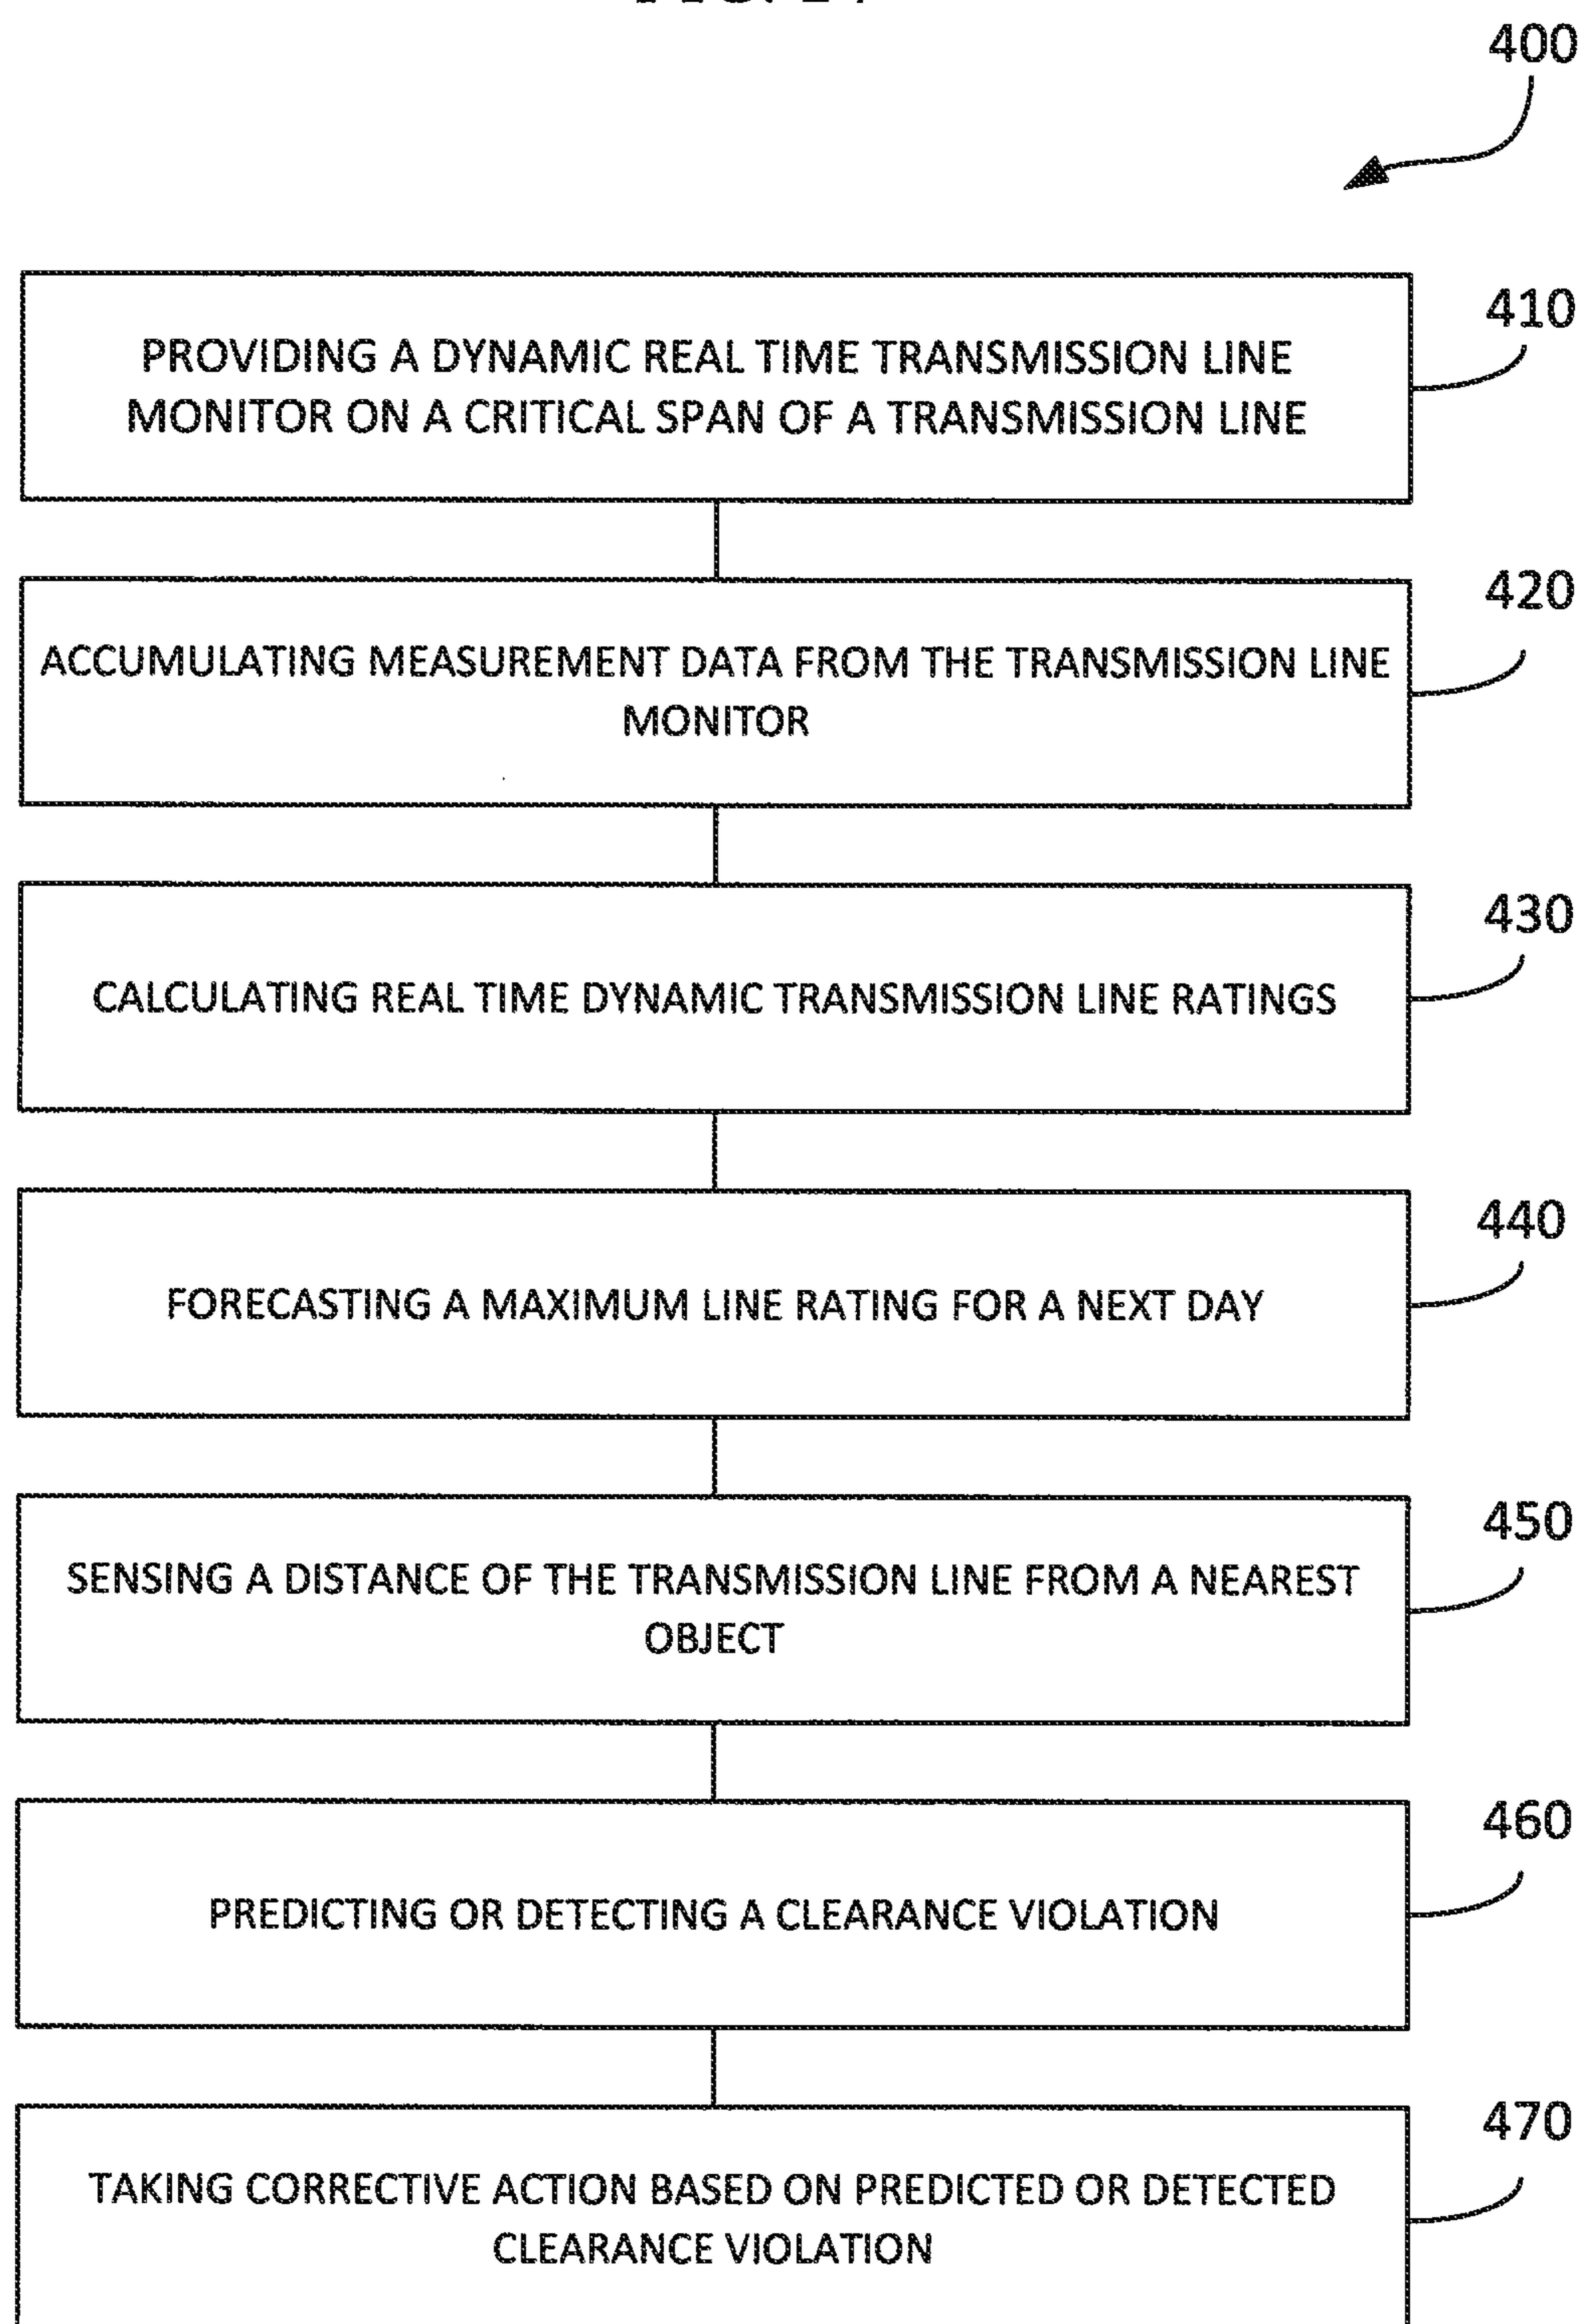 400
410
PROVIDING A DYNAMIC REAL TIME TRANSMISSION LINE
MONITOR ON A CRITICAL SPAN OF A TRANSMISSION LINE
420
ACCUMULATING MEASUREMENT DATA FROM THE TRANSMISSION LINE
MONITOR
430
CALCULATING REAL TIME DYNAMIC TRANSMISSION LINE RATINGS
440
FORECASTING A MAXIMUM LINE RATING FOR A NEXT DAY
450
SENSING A DISTANCE OF THE TRANSMISSION LINE FROM A NEAREST
OBJECT
460
PREDICTING OR DETECTING A CLEARANCE VIOLATION
470
TAKING CORRECTIVE ACTION BASED ON PREDICTED OR DETECTED
CLEARANCE VIOLATION